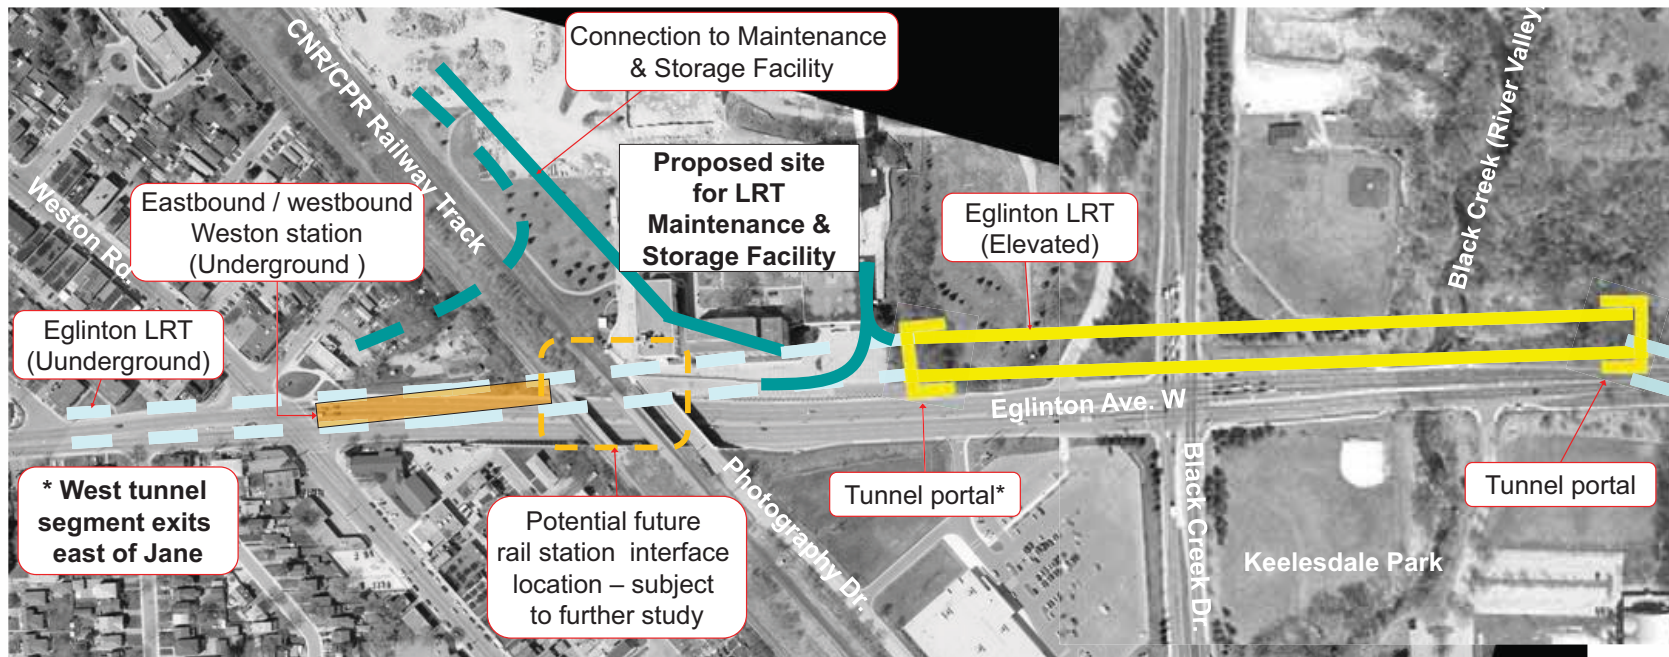 CNR/CPR Railway Track
Connection to Maintenance
& Storage Facility
Black Creek (River Valley)
Weston Rd.
Eastbound / westbound
Weston station
(Underground )
Proposed site
for LRT
Maintenance &
Storage Facility
Eglinton LRT
(Elevated)
Eglinton LRT
(Uunderground)
Eglinton Ave. W
* West tunnel
segment exits
east of Jane
Potential future
rail station interface
location – subject
to further study
Photography Dr.
Tunnel portal*
Black Creek Dr.
Keelesdale Park
Tunnel portal